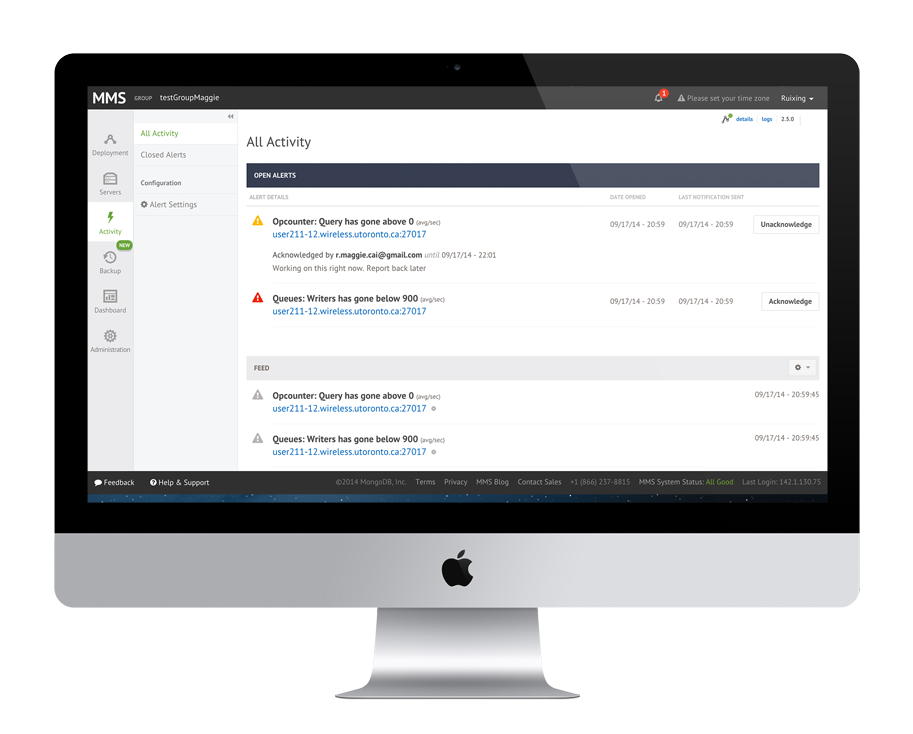 MMS GROUP testGroupMaggie 1 Please set your time zone Ruixing
details logs 2.5.0
Deployment
Servers
Activity
NEW
Backup
Dashboard
Administration
All Activity
Closed Alerts
Configuration
Alert Settings
All Activity
OPEN ALERTS
ALERT DETAILS DATE OPENED LAST NOTIFICATION SENT
Opcounter: Query has gone above 0 (avg/sec) 09/17/14 - 20:59 09/17/14 - 20:59 Unacknowledge
user211-12.wireless.utoronto.ca:27017
Acknowledged by r.maggie.cai@gmail.com until 09/17/14 - 22:01
Working on this right now. Report back later
Queues: Writers has gone below 900 (avg/sec) 09/17/14 - 20:59 09/17/14 - 20:59 Acknowledge
user211-12.wireless.utoronto.ca:27017
FEED
Opcounter: Query has gone above 0 (avg/sec) 09/17/14 - 20:59:45
user211-12.wireless.utoronto.ca:27017
Queues: Writers has gone below 900 (avg/sec) 09/17/14 - 20:59:45
user211-12.wireless.utoronto.ca:27017
Feedback Help & Support ©2014 MongoDB, Inc. Terms Privacy MMS Blog Contact Sales +1 (866) 237-8815 MMS System Status: All Good Last Login: 142.1.130.75